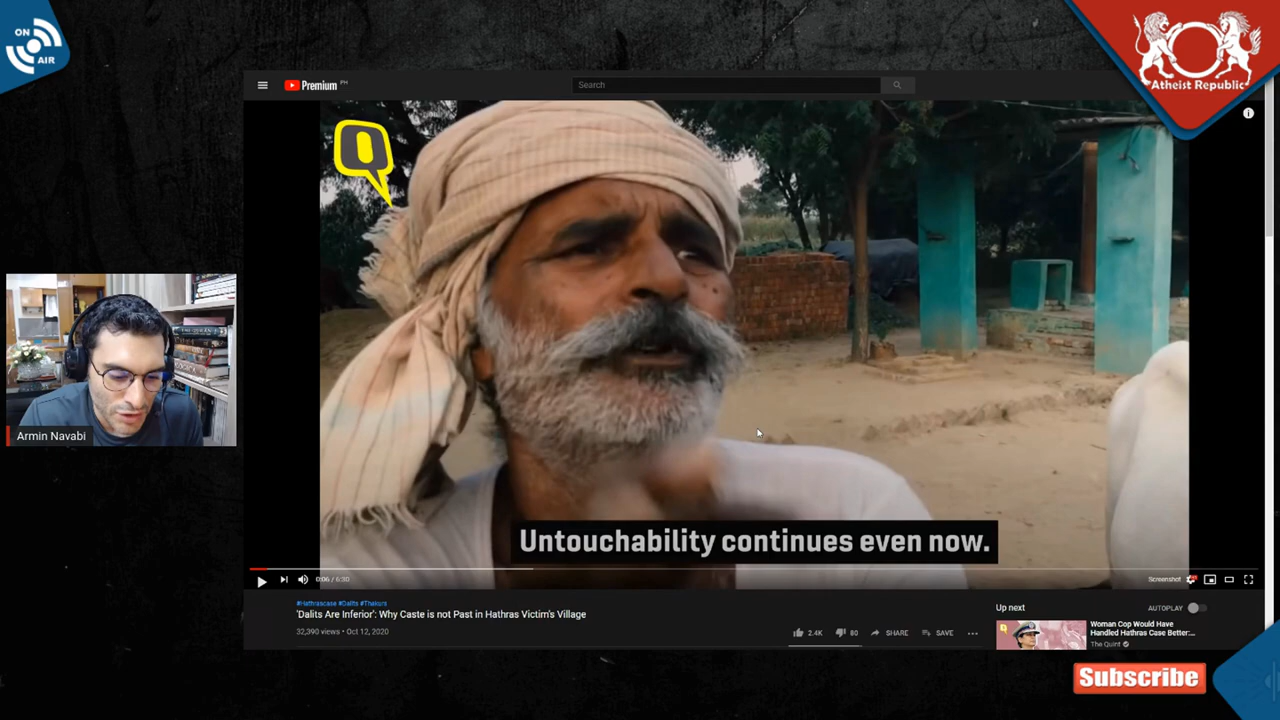 ON
AIR
Premium PH
Search
Atheist Republic
Q
Armin Navabi
Untouchability continues even now.
0:06 / 6:30
Screenshot
#Hathrascase #Dalits #Thakurs
'Dalits Are Inferior': Why Caste is not Past in Hathras Victim's Village
32,390 views • Oct 12, 2020
2.4K
80
SHARE
SAVE
Up next
AUTOPLAY
Woman Cop Would Have
Handled Hathras Case Better:...
The Quint
Subscribe